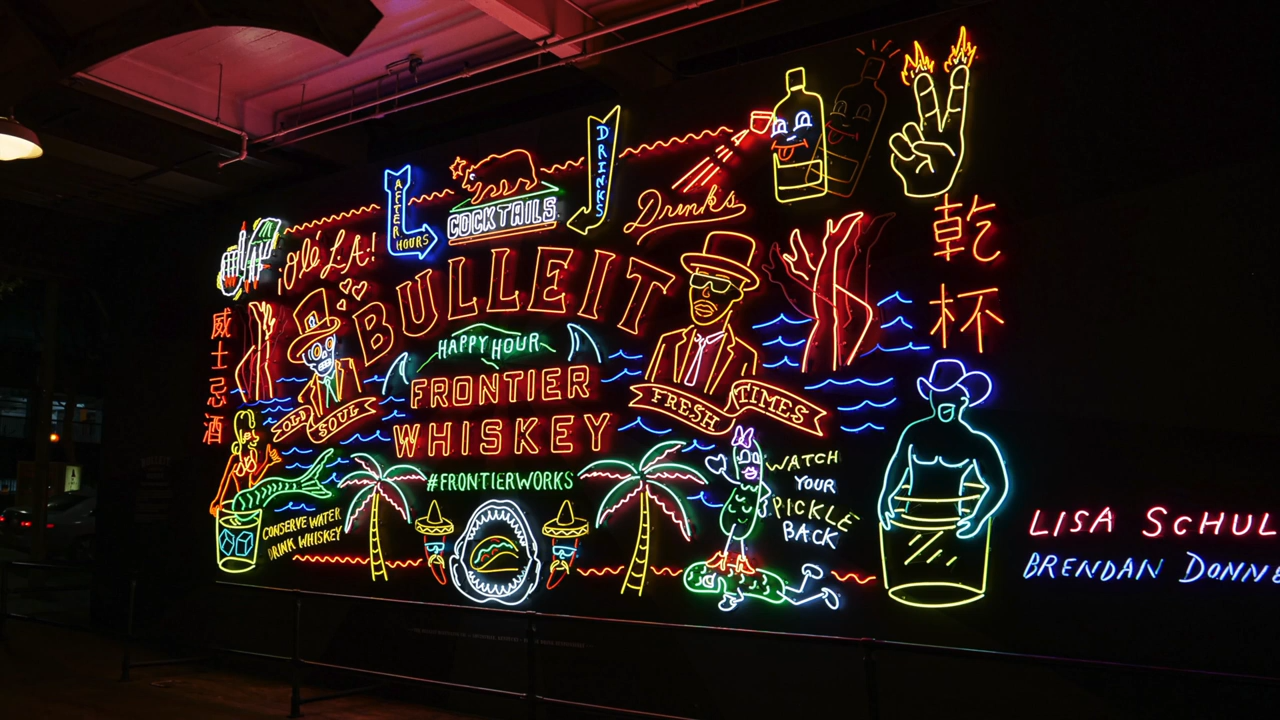 ¡Olé L.A.!
AFTER
HOURS
COCKTAILS
DRINKS
Drinks
BULLEIT
HAPPY HOUR
FRONTIER
WHISKEY
#FRONTIERWORKS
威士忌酒
OLD SOUL
FRESH TIMES
乾杯
CONSERVE WATER
DRINK WHISKEY
WATCH
YOUR
PICKLE
BACK
LISA SCHUL
BRENDAN DONNE